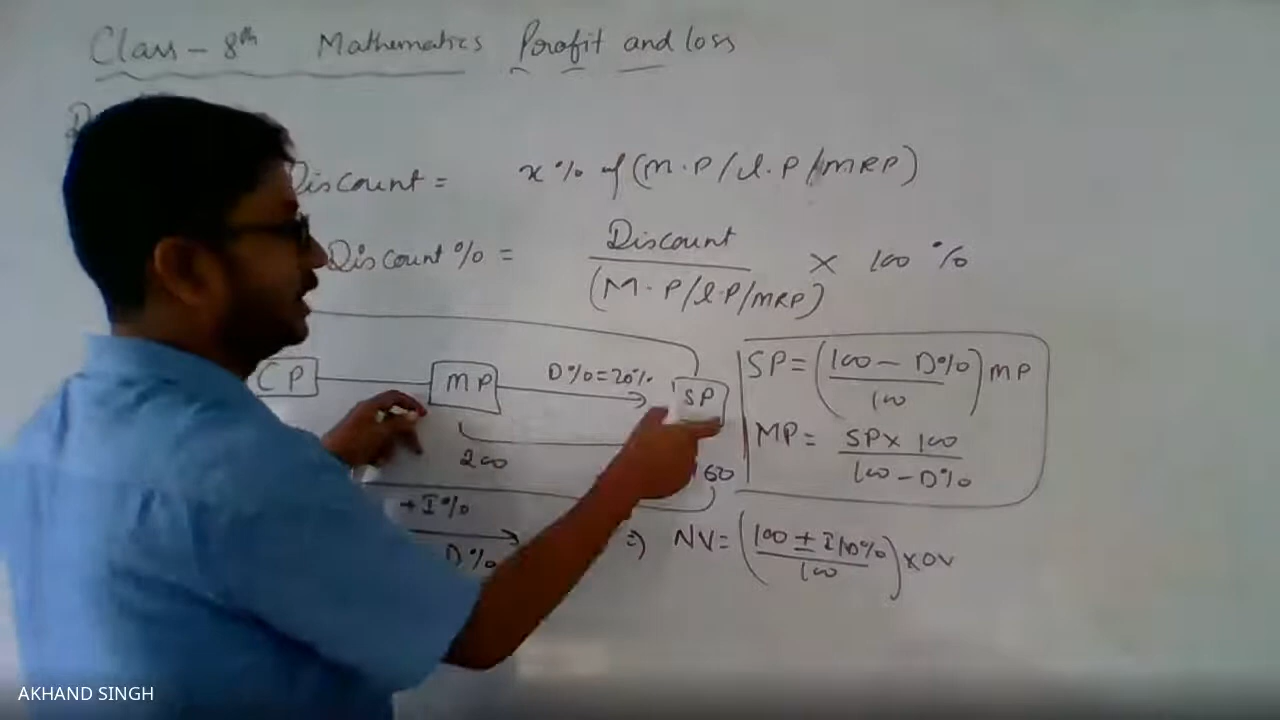 Class - 8th Mathematics Profit and loss
Discount = x% of (M.P/l.P/MRP)
Discount% = Discount / (M.P/l.P/MRP) × 100%
CP MP D%=20% SP
200 160
SP = (100 - D% / 100) MP
MP = SP × 100 / 100 - D%
+I%
D%
⇒ NV = (100 ± I/D% / 100) × OV
AKHAND SINGH